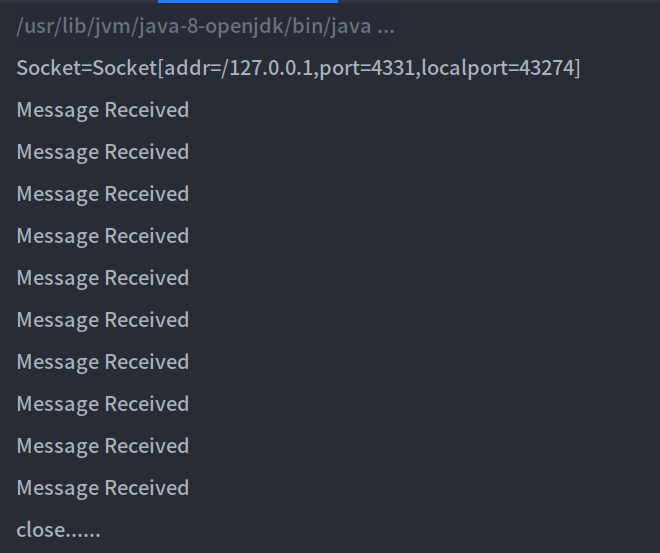 /usr/lib/jvm/java-8-openjdk/bin/java ...
Socket=Socket[addr=/127.0.0.1,port=4331,localport=43274]
Message Received
Message Received
Message Received
Message Received
Message Received
Message Received
Message Received
Message Received
Message Received
Message Received
close......